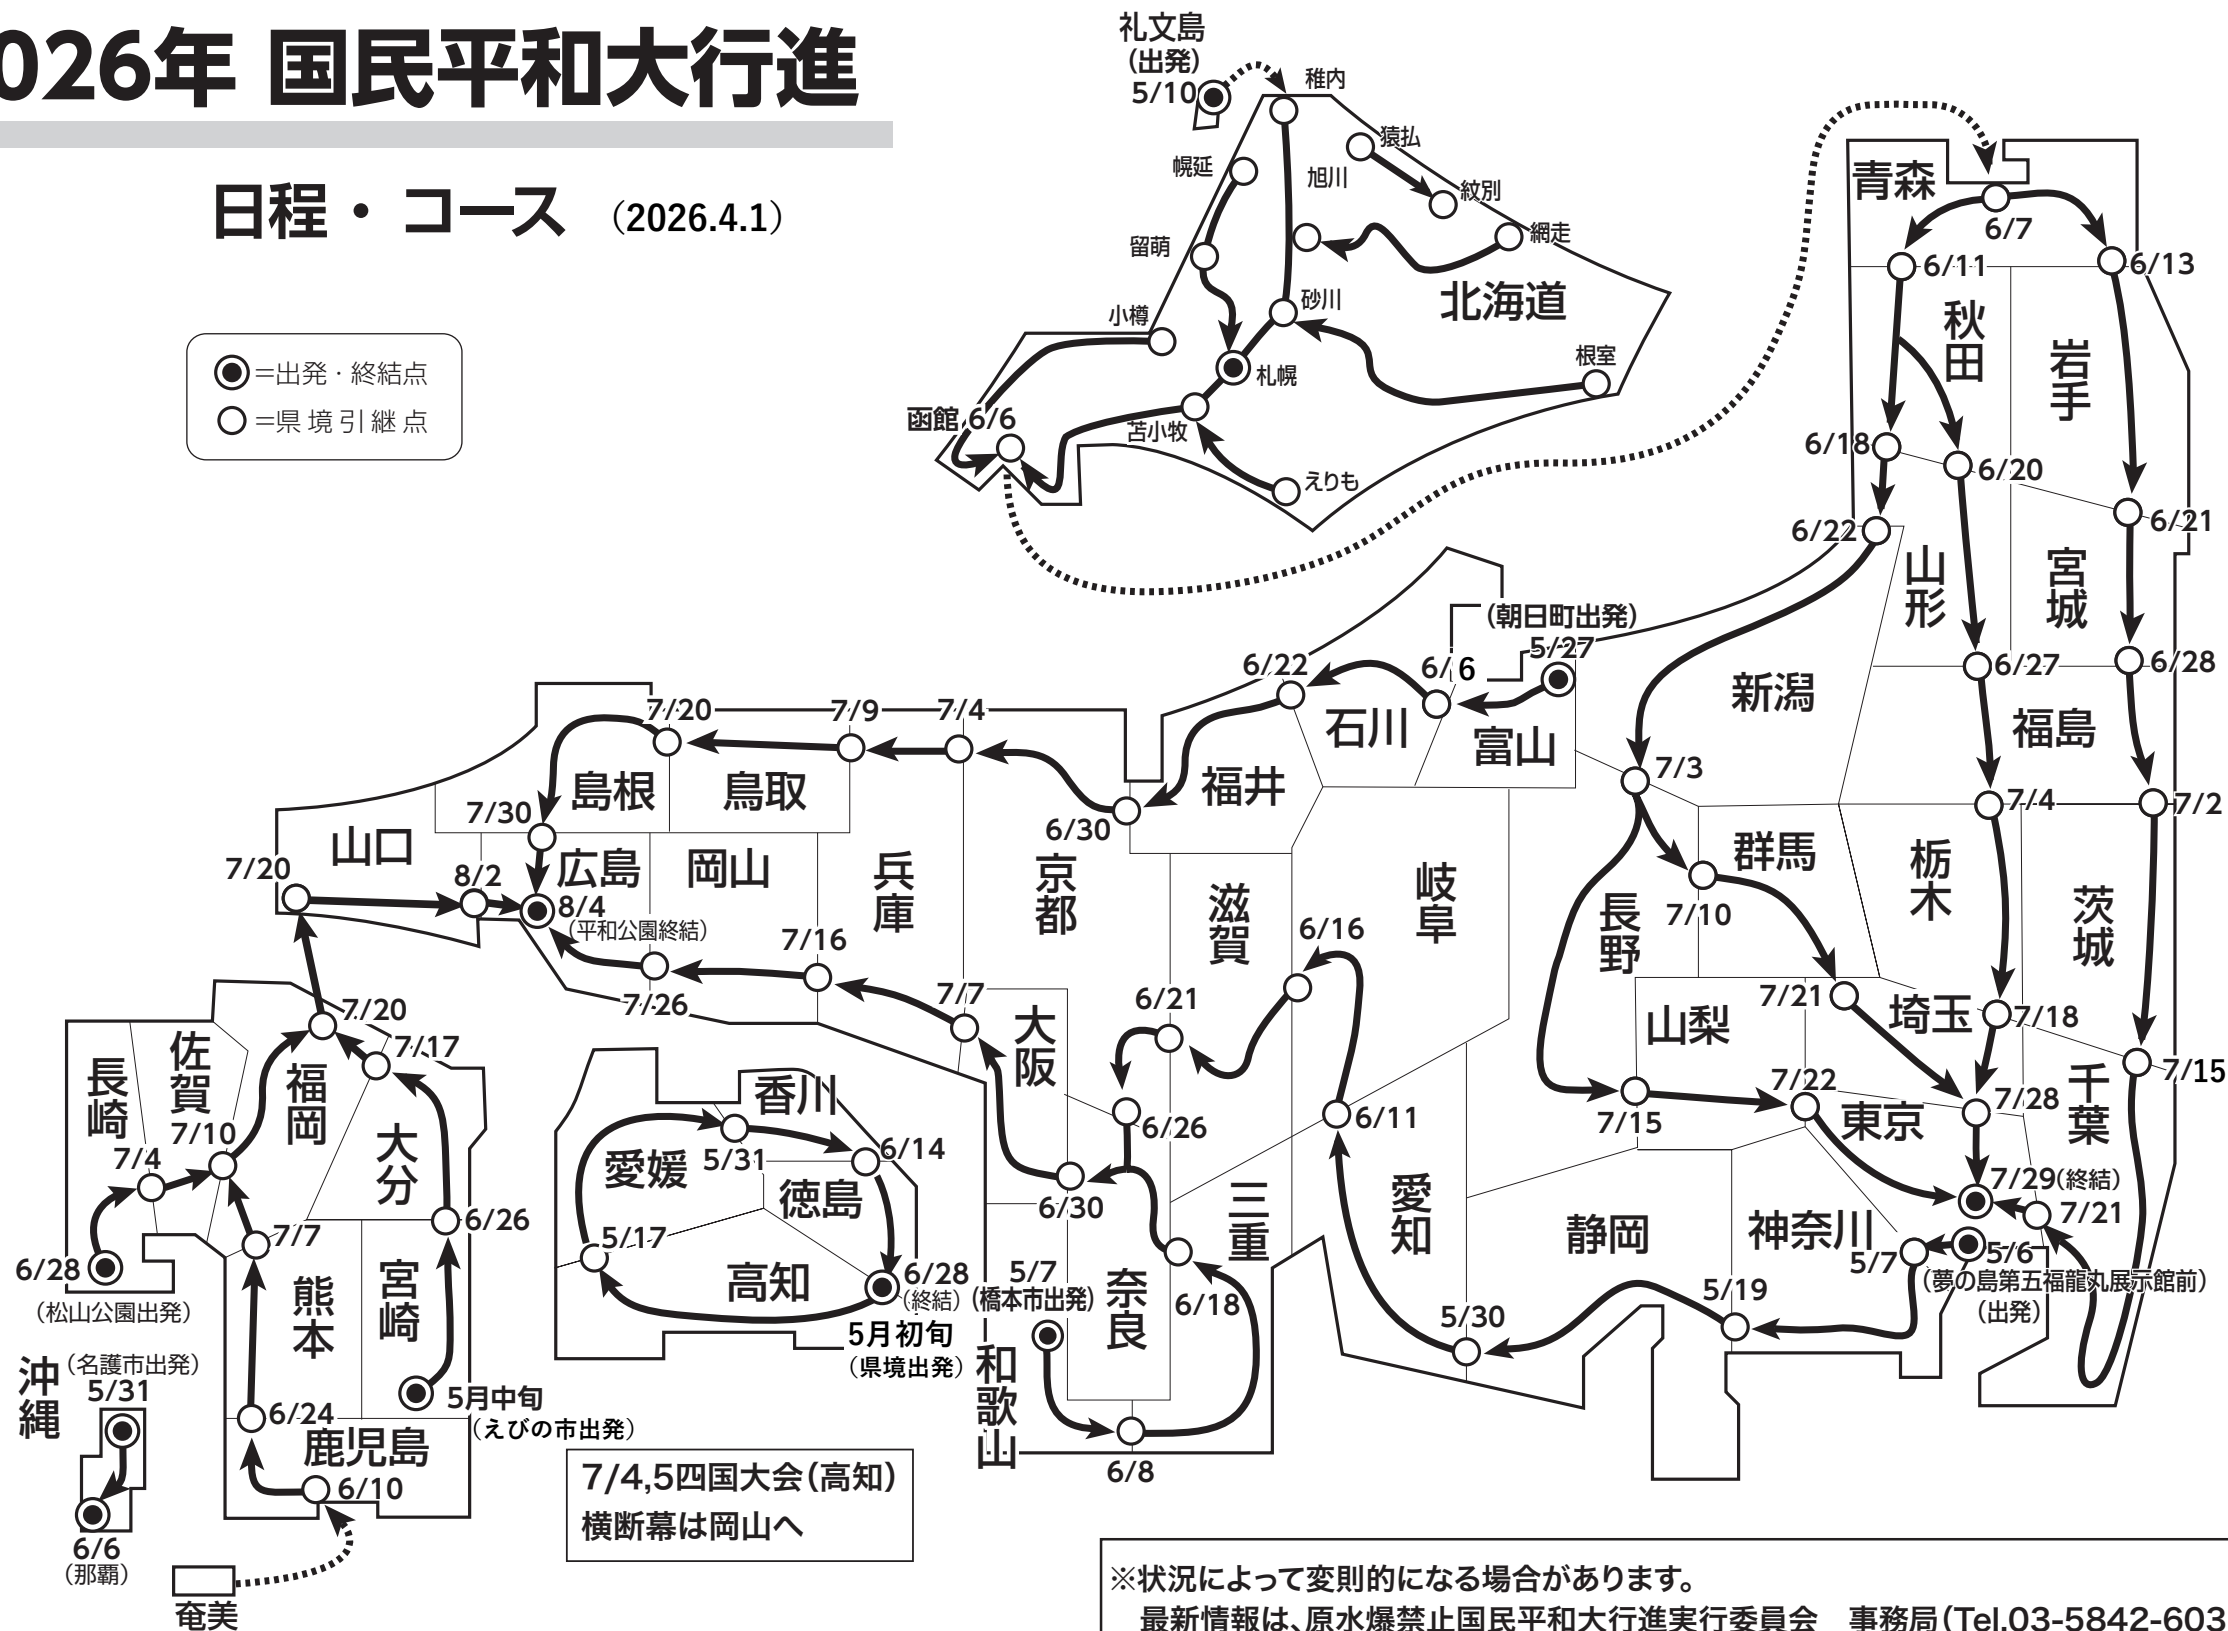 026年 国民平和大行進
日程・コース （2026.4.1）
=出発・終結点
=県境引継点
礼文島
（出発）
5/10
稚内
猿払
幌延
旭川
紋別
留萌
網走
砂川
北海道
小樽
根室
札幌
函館 6/6
苫小牧
えりも
青森
6/7
6/11
6/13
秋田
岩手
6/18
6/20
6/21
6/22
山形
宮城
6/27
6/28
新潟
福島
7/3
7/4
7/2
（朝日町出発）
5/27
6/6
6/22
石川
富山
福井
6/30
7/20
7/9
7/4
島根
鳥取
7/30
山口
広島
岡山
兵庫
京都
滋賀
岐阜
長野
群馬
栃木
茨城
7/20
8/2
8/4
（平和公園終結）
7/16
7/26
7/7
6/21
6/16
7/10
7/21
埼玉
7/18
山梨
7/15
千葉
7/22
東京
7/28
7/15
7/29（終結）
7/21
神奈川
5/7
5/6
（夢の島第五福龍丸展示館前）
（出発）
5/19
静岡
5/30
愛知
6/11
三重
大阪
6/26
6/30
6/18
奈良
5/7
（橋本市出発）
和歌山
6/8
香川
愛媛
5/31
6/14
徳島
5/17
高知
6/28
（終結）
5月初旬
（県境出発）
7/20
7/17
佐賀
長崎
福岡
7/10
7/4
大分
6/28
（松山公園出発）
7/7
6/26
熊本
宮崎
5月中旬
（えびの市出発）
6/24
鹿児島
6/10
沖縄
（名護市出発）
5/31
6/6
（那覇）
奄美
7/4,5四国大会（高知）
横断幕は岡山へ
※状況によって変則的になる場合があります。
最新情報は、原水爆禁止国民平和大行進実行委員会　事務局（Tel.03-5842-603